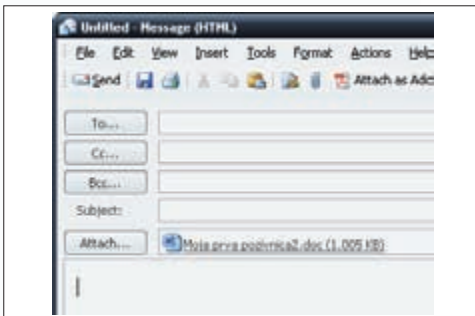 Untitled - Message (HTML)
File Edit View Insert Tools Format Actions Help
Send Attach as Ado
To...
Cc...
Bcc...
Subject:
Attach... Moja prva pozivnica2.doc (1.005 KB)